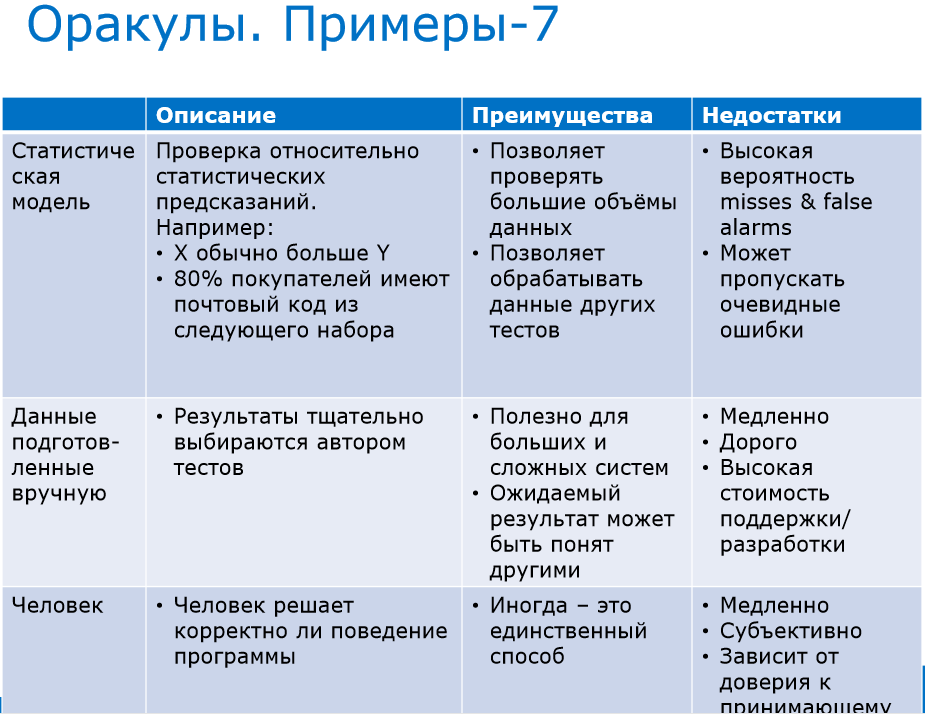 Оракулы. Примеры-7
Описание
Преимущества
Недостатки
Статистиче
ская
модель
Проверка относительно
статистических
предсказаний.
Например:
• X обычно больше Y
• 80% покупателей имеют
почтовый код из
следующего набора
• Позволяет
проверять
большие объёмы
данных
• Позволяет
обрабатывать
данные других
тестов
• Высокая
вероятность
misses & false
alarms
• Может
пропускать
очевидные
ошибки
Данные
подготов-
ленные
вручную
• Результаты тщательно
выбираются автором
тестов
• Полезно для
больших и
сложных систем
• Ожидаемый
результат может
быть понят
другими
• Медленно
• Дорого
• Высокая
стоимость
поддержки/
разработки
Человек
• Человек решает
корректно ли поведение
программы
• Иногда – это
единственный
способ
• Медленно
• Субъективно
• Зависит от
доверия к
принимающему